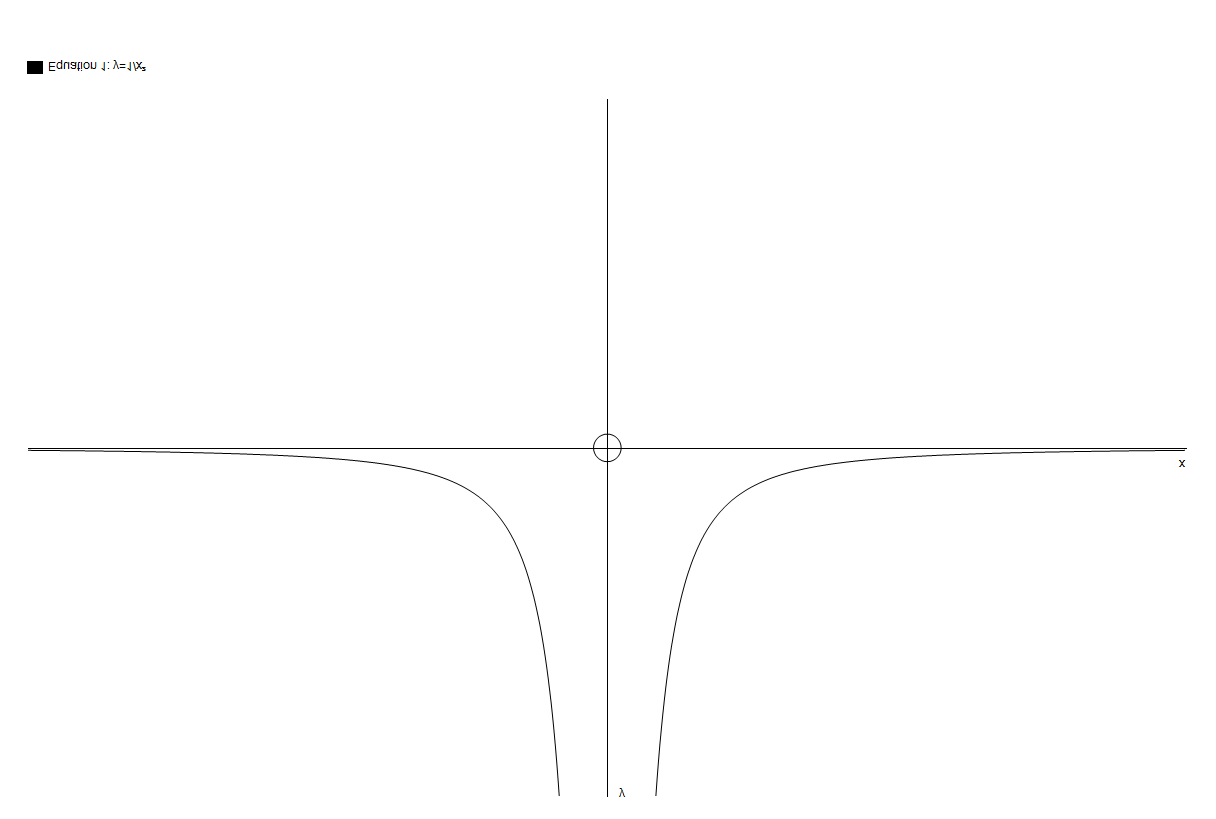 Equation 1: y=1/x²
x
y